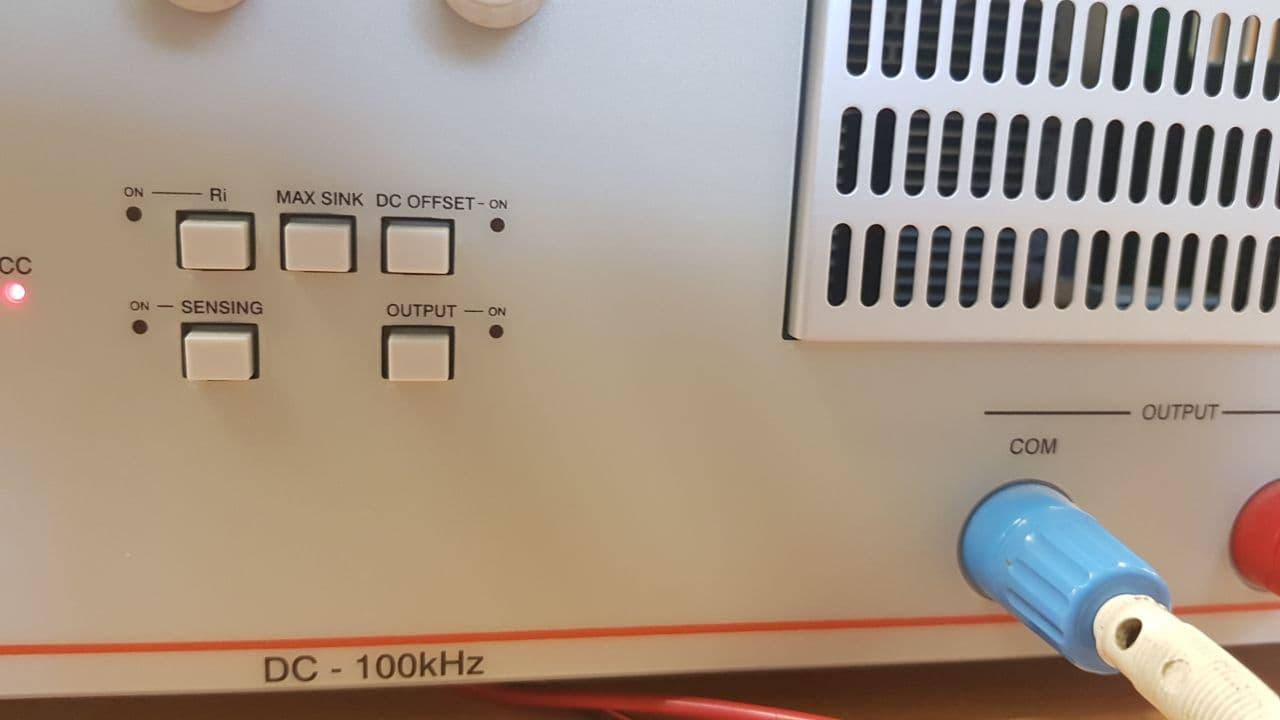 ON Ri MAX SINK DC OFFSET - ON
CC
ON — SENSING OUTPUT — ON
OUTPUT
COM
DC - 100kHz